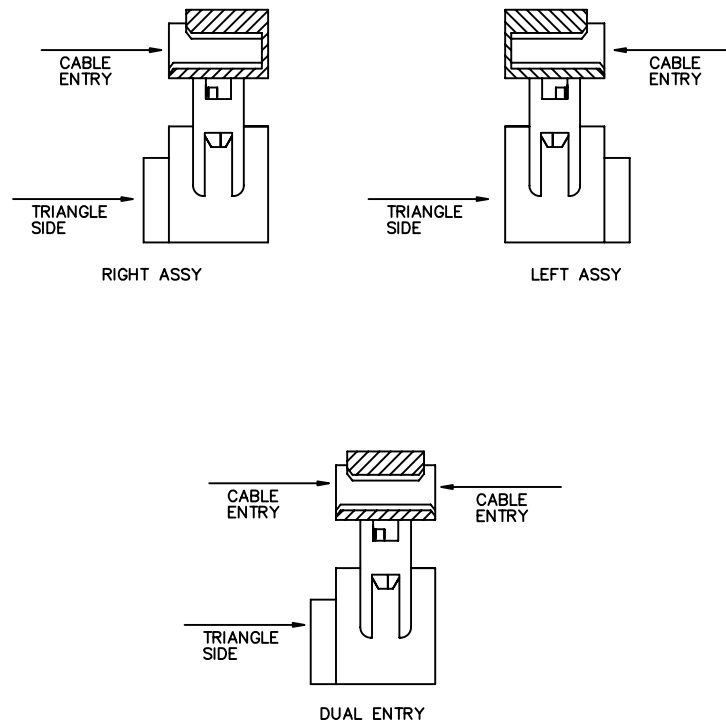 CABLE
ENTRY
CABLE
ENTRY
TRIANGLE
SIDE
TRIANGLE
SIDE
RIGHT ASSY
LEFT ASSY
CABLE
ENTRY
CABLE
ENTRY
TRIANGLE
SIDE
DUAL ENTRY